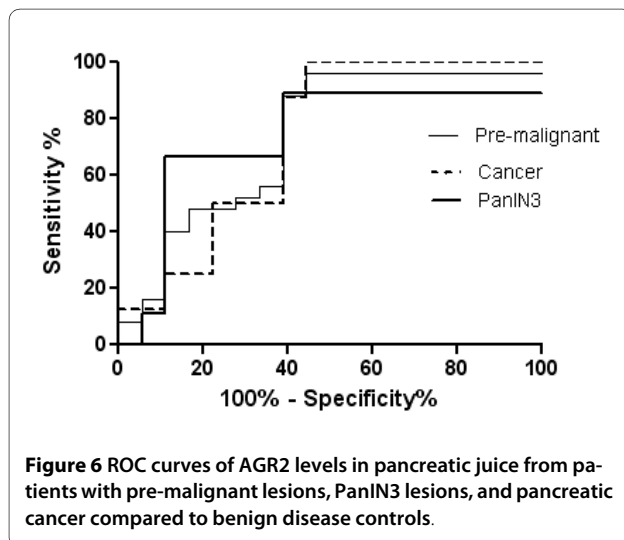 100
80
60
40
20
0
Sensitivity %
Pre-malignant
Cancer
PanIN3
0 20 40 60 80 100
100% - Specificity%
Figure 6 ROC curves of AGR2 levels in pancreatic juice from pa-
tients with pre-malignant lesions, PanIN3 lesions, and pancreatic
cancer compared to benign disease controls.